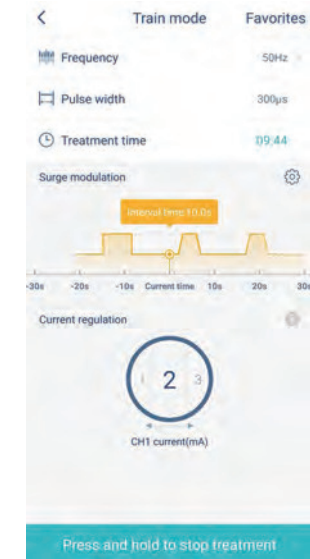 Train mode Favorites
Frequency 50Hz
Pulse width 300μs
Treatment time 09:44
Surge modulation
Interval time:10.0s
-30s -20s -10s Current time 10s 20s 30s
Current regulation
1 2 3
CH1 current(mA)
Press and hold to stop treatment